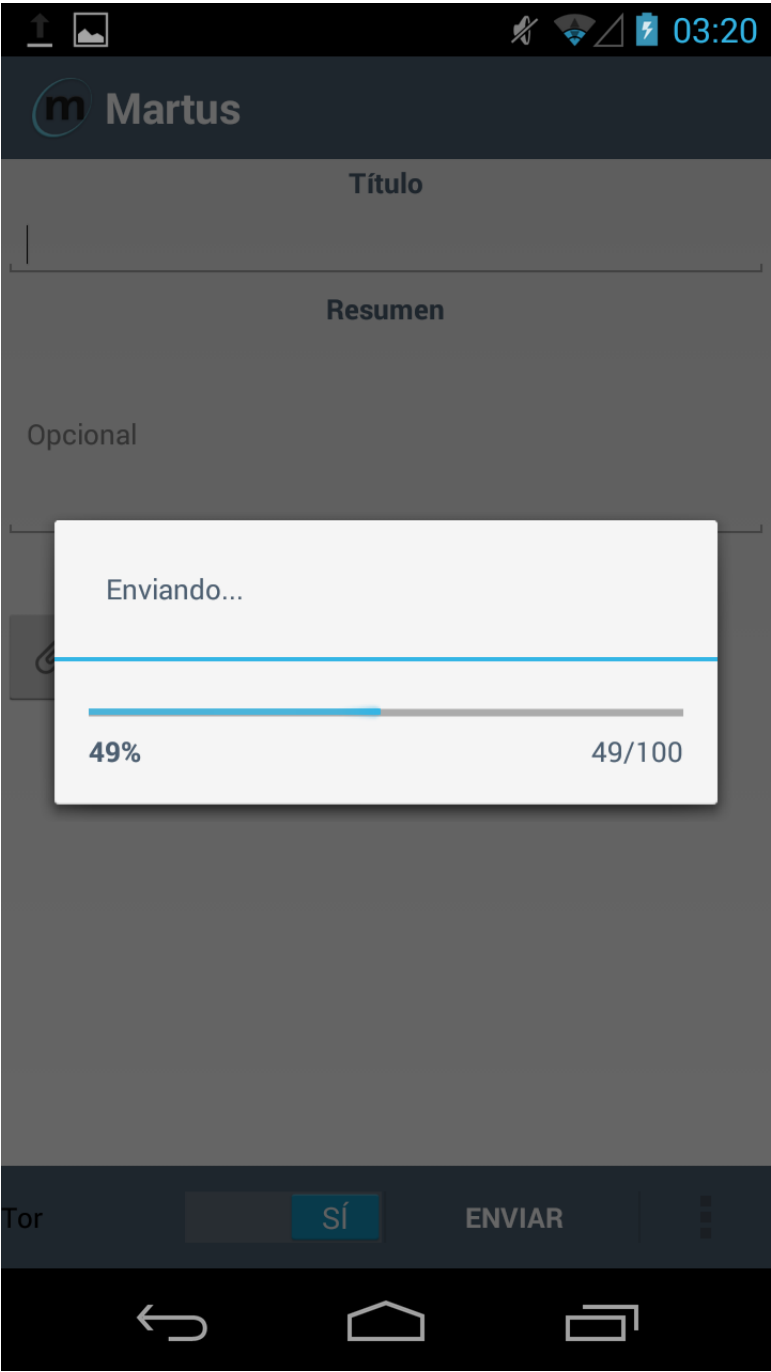 03:20
m Martus
Título
Resumen
Opcional
Enviando...
49% 49/100
Tor SÍ ENVIAR